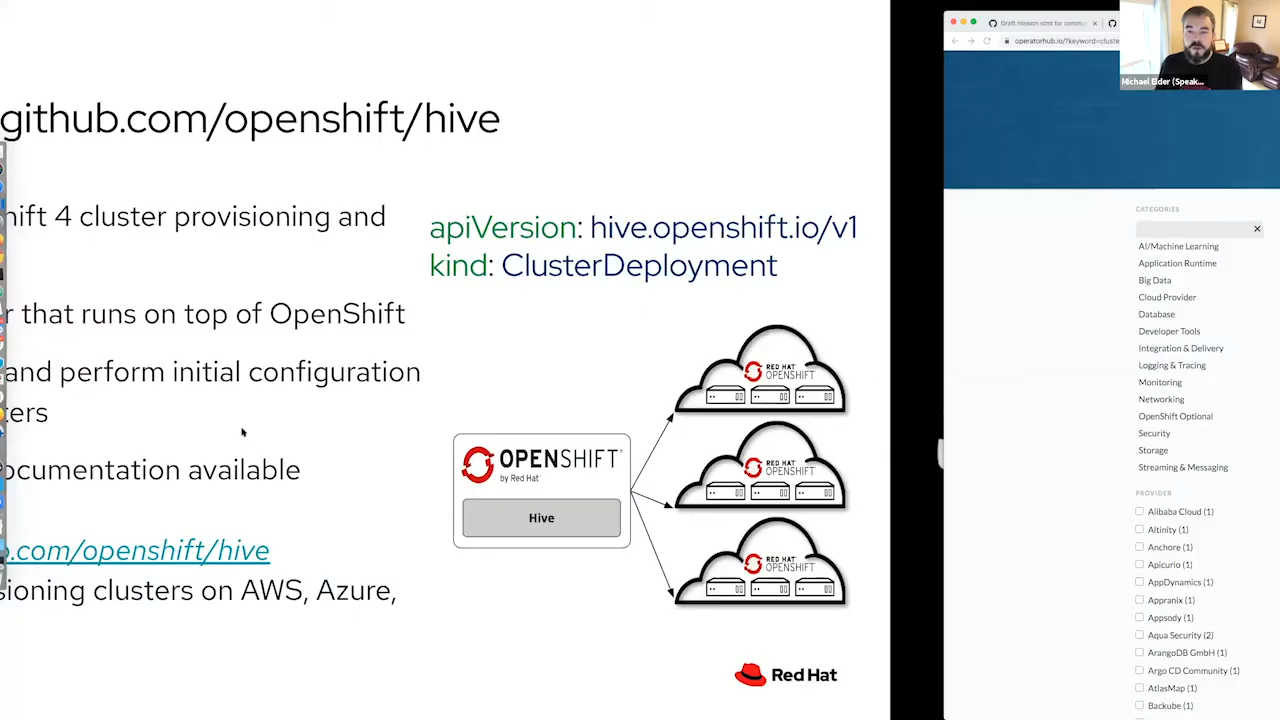 github.com/openshift/hive
hift 4 cluster provisioning and
r that runs on top of OpenShift
and perform initial configuration
ters
ocumentation available
o.com/openshift/hive
sioning clusters on AWS, Azure,
apiVersion: hive.openshift.io/v1
kind: ClusterDeployment
OPENSHIFT
by Red Hat
Hive
RED HAT
OPENSHIFT
RED HAT
OPENSHIFT
RED HAT
OPENSHIFT
Red Hat
Draft mission stmt for commu
operatorhub.io/?keyword=cluste
Michael Elder (Speak...
CATEGORIES
AI/Machine Learning
Application Runtime
Big Data
Cloud Provider
Database
Developer Tools
Integration & Delivery
Logging & Tracing
Monitoring
Networking
OpenShift Optional
Security
Storage
Streaming & Messaging
PROVIDER
Alibaba Cloud (1)
Altinity (1)
Anchore (1)
Apicurio (1)
AppDynamics (1)
Appranix (1)
Appsody (1)
Aqua Security (2)
ArangoDB GmbH (1)
Argo CD Community (1)
AtlasMap (1)
Backube (1)